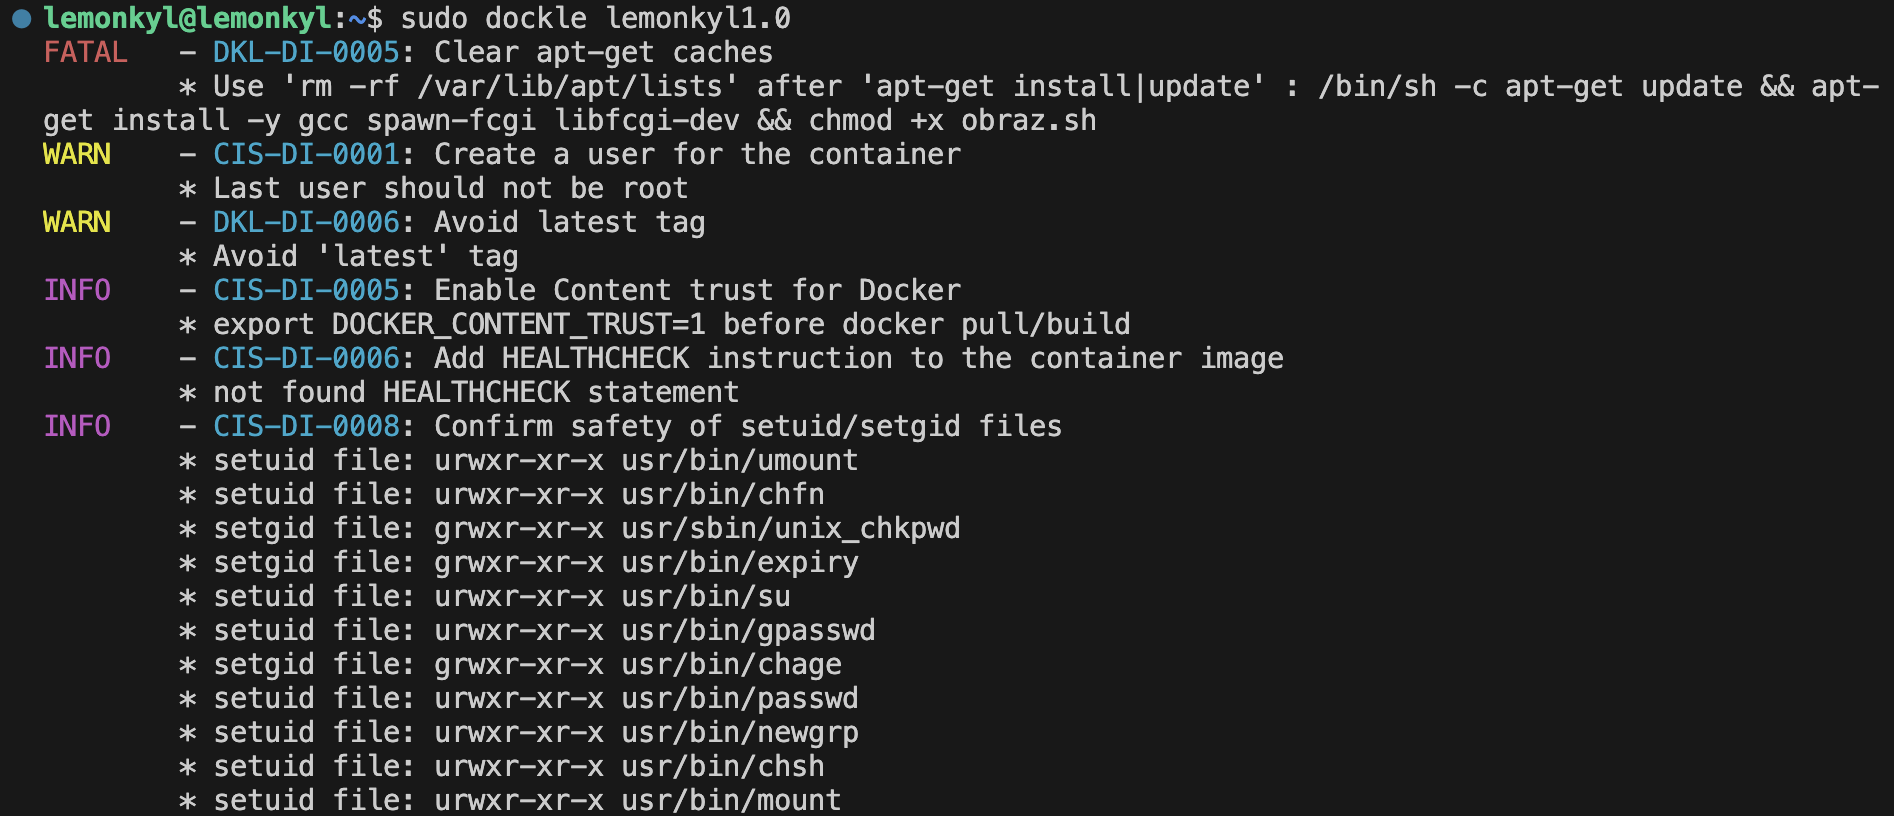 lemonkyl@lemonkyl:~$ sudo dockle lemonkyl1.0
FATAL - DKL-DI-0005: Clear apt-get caches
* Use 'rm -rf /var/lib/apt/lists' after 'apt-get install|update' : /bin/sh -c apt-get update && apt-
get install -y gcc spawn-fcgi libfcgi-dev && chmod +x obraz.sh
WARN - CIS-DI-0001: Create a user for the container
* Last user should not be root
WARN - DKL-DI-0006: Avoid latest tag
* Avoid 'latest' tag
INFO - CIS-DI-0005: Enable Content trust for Docker
* export DOCKER_CONTENT_TRUST=1 before docker pull/build
INFO - CIS-DI-0006: Add HEALTHCHECK instruction to the container image
* not found HEALTHCHECK statement
INFO - CIS-DI-0008: Confirm safety of setuid/setgid files
* setuid file: urwxr-xr-x usr/bin/umount
* setuid file: urwxr-xr-x usr/bin/chfn
* setgid file: grwxr-xr-x usr/sbin/unix_chkpwd
* setgid file: grwxr-xr-x usr/bin/expiry
* setuid file: urwxr-xr-x usr/bin/su
* setuid file: urwxr-xr-x usr/bin/gpasswd
* setgid file: grwxr-xr-x usr/bin/chage
* setuid file: urwxr-xr-x usr/bin/passwd
* setuid file: urwxr-xr-x usr/bin/newgrp
* setuid file: urwxr-xr-x usr/bin/chsh
* setuid file: urwxr-xr-x usr/bin/mount